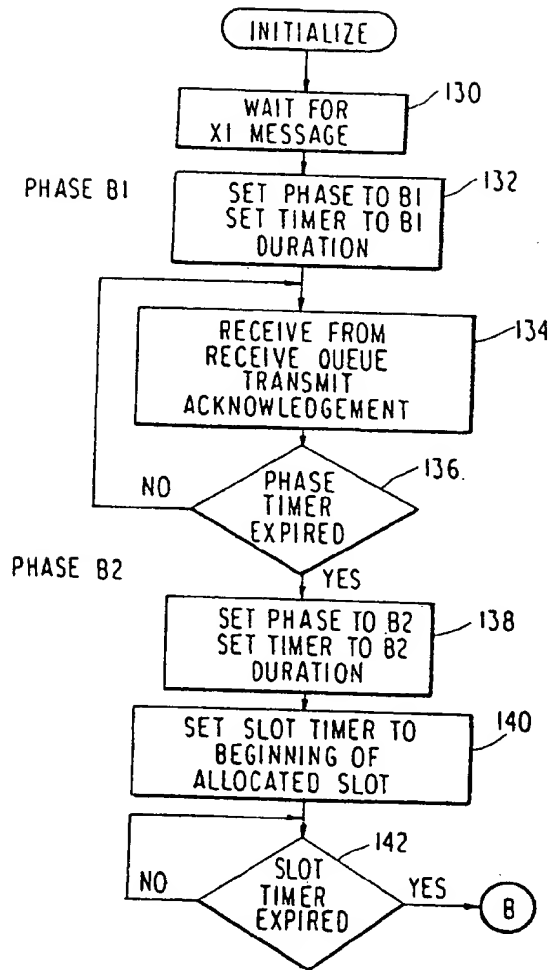 INITIALIZE
WAIT FOR
X1 MESSAGE
130
PHASE B1
SET PHASE TO B1
SET TIMER TO B1
DURATION
132
RECEIVE FROM
RECEIVE QUEUE
TRANSMIT
ACKNOWLEDGEMENT
134
PHASE
TIMER
EXPIRED
136.
NO
YES
PHASE B2
SET PHASE TO B2
SET TIMER TO B2
DURATION
138
SET SLOT TIMER TO
BEGINNING OF
ALLOCATED SLOT
140
SLOT
TIMER
EXPIRED
142
NO
YES
B